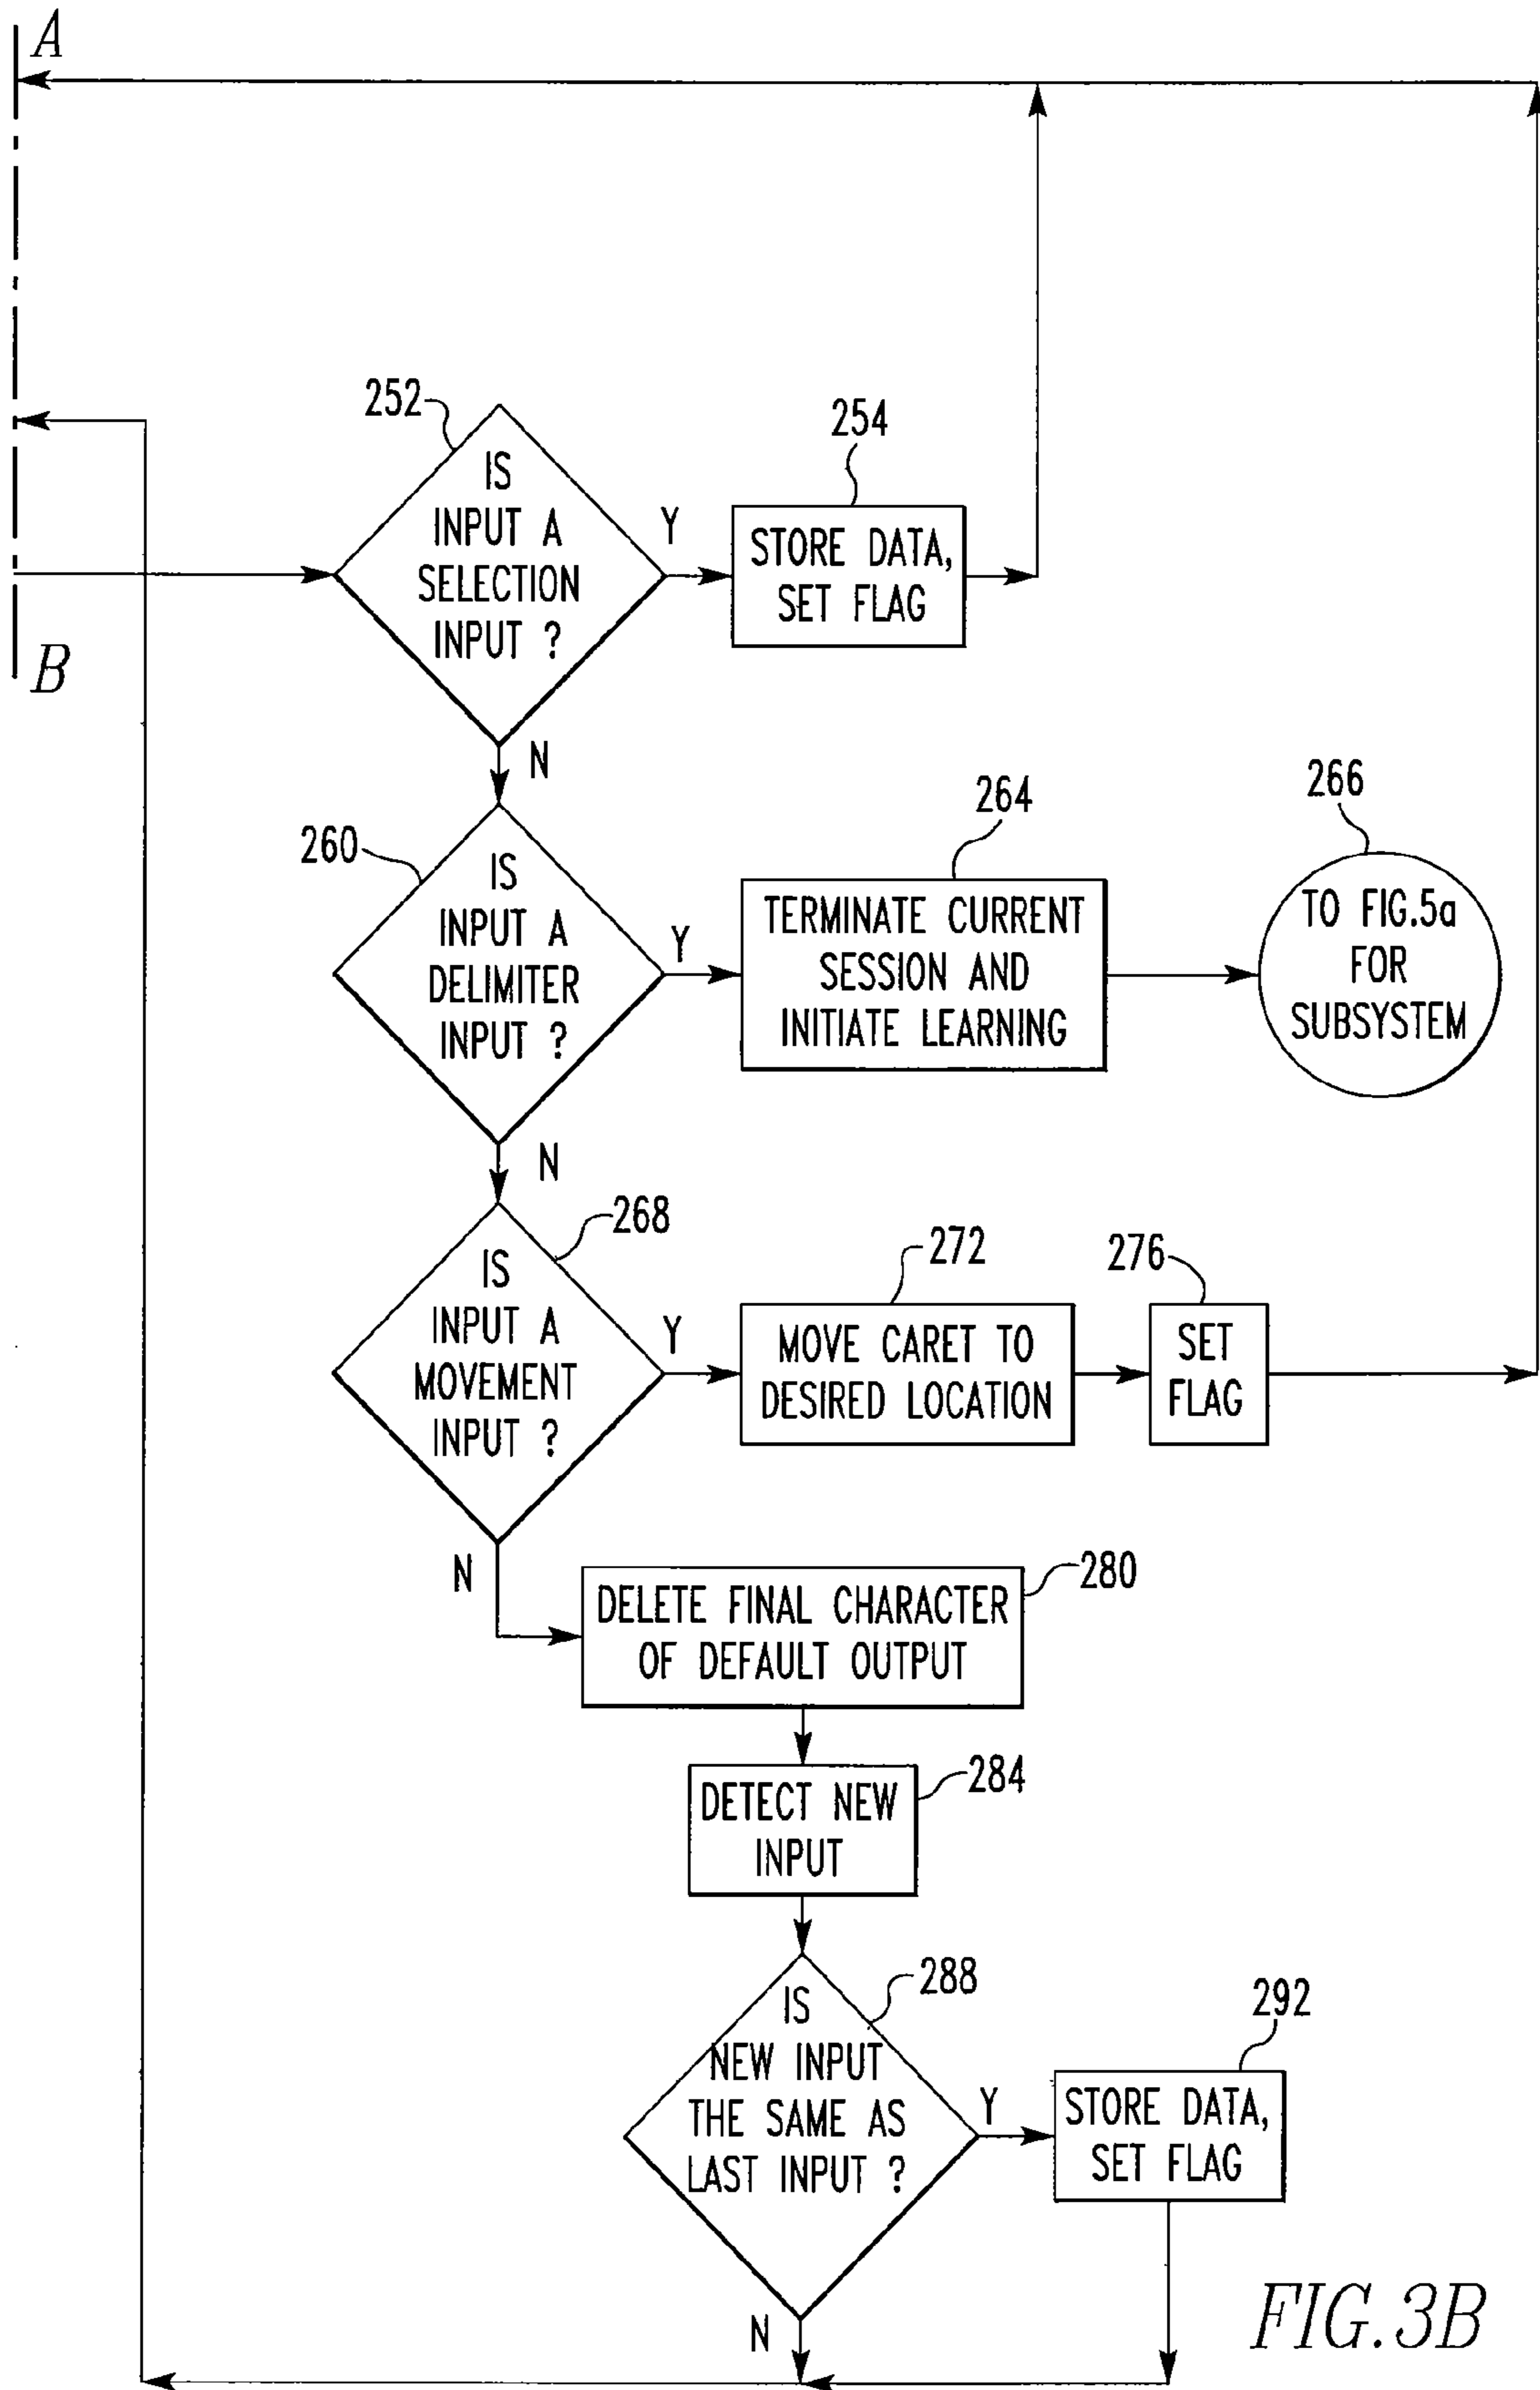 A
252
IS
INPUT A
SELECTION
INPUT ?
Y
254
STORE DATA,
SET FLAG
B
N
260
IS
INPUT A
DELIMITER
INPUT ?
Y
264
TERMINATE CURRENT
SESSION AND
INITIATE LEARNING
266
TO FIG.5a
FOR
SUBSYSTEM
N
268
IS
INPUT A
MOVEMENT
INPUT ?
Y
272
MOVE CARET TO
DESIRED LOCATION
276
SET
FLAG
N
280
DELETE FINAL CHARACTER
OF DEFAULT OUTPUT
284
DETECT NEW
INPUT
288
IS
NEW INPUT
THE SAME AS
LAST INPUT ?
Y
292
STORE DATA,
SET FLAG
N
FIG.3B